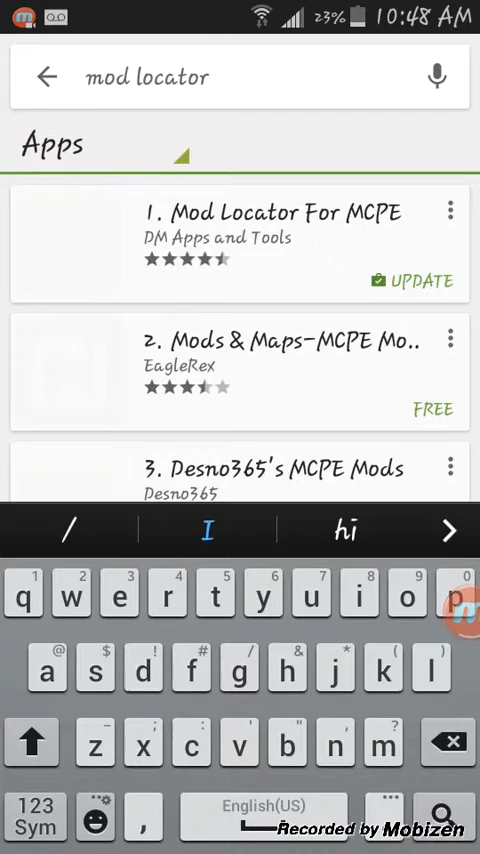 23% 10:48 AM
mod locator
Apps
1. Mod Locator For MCPE
DM Apps and Tools
UPDATE
2. Mods & Maps-MCPE Mo..
EagleRex
FREE
3. Desno365's MCPE Mods
Desno365
/ I hi
1 2 3 4 5 6 7 8 9 0
q w e r t y u i o p
@ $ ! # / & * ( )
a s d f g h j k l
- ; : ' " , ?
z x c v b n m
123 Sym , English(US)
Recorded by Mobizen